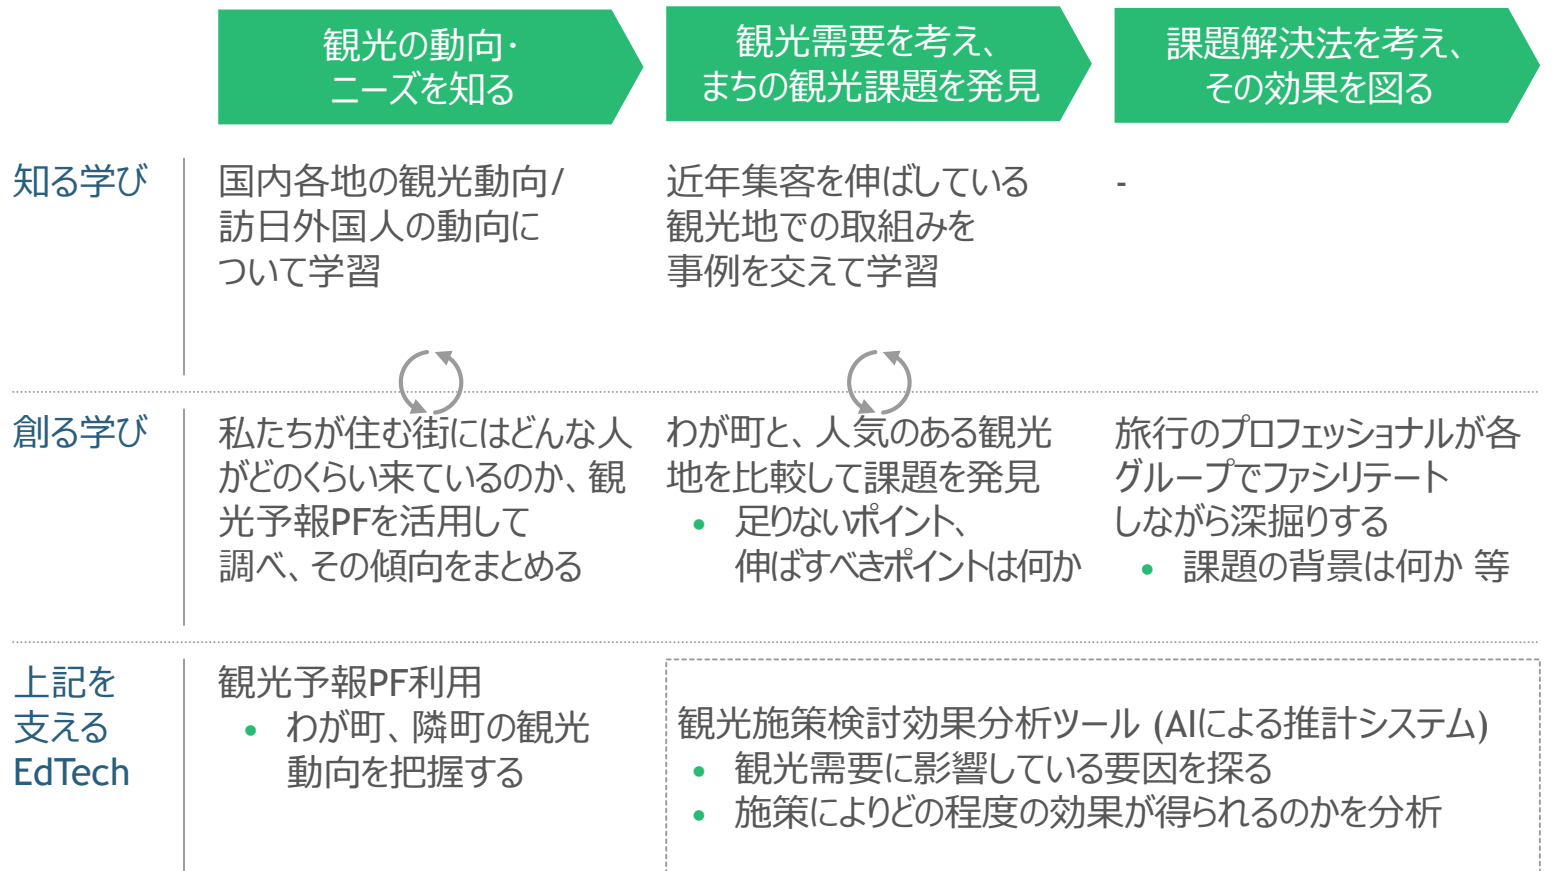 観光の動向・
ニーズを知る
観光需要を考え、
まちの観光課題を発見
課題解決法を考え、
その効果を図る
知る学び
国内各地の観光動向/
訪日外国人の動向に
ついて学習
近年集客を伸ばしている
観光地での取組みを
事例を交えて学習
-
創る学び
私たちが住む街にはどんな人
がどのくらい来ているのか、観
光予報PFを活用して
調べ、その傾向をまとめる
わが町と、人気のある観光
地を比較して課題を発見
• 足りないポイント、
伸ばすべきポイントは何か
旅行のプロフェッショナルが各
グループでファシリテート
しながら深掘りする
• 課題の背景は何か 等
上記を
支える
EdTech
観光予報PF利用
• わが町、隣町の観光
動向を把握する
観光施策検討効果分析ツール (AIによる推計システム)
• 観光需要に影響している要因を探る
• 施策によりどの程度の効果が得られるのかを分析